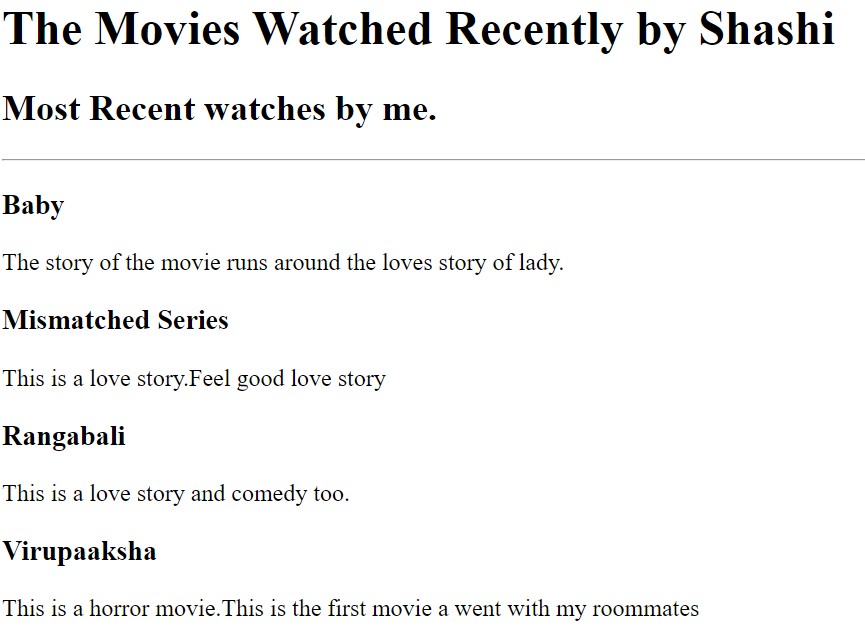 The Movies Watched Recently by Shashi
Most Recent watches by me.
Baby
The story of the movie runs around the loves story of lady.
Mismatched Series
This is a love story.Feel good love story
Rangabali
This is a love story and comedy too.
Virupaaksha
This is a horror movie.This is the first movie a went with my roommates